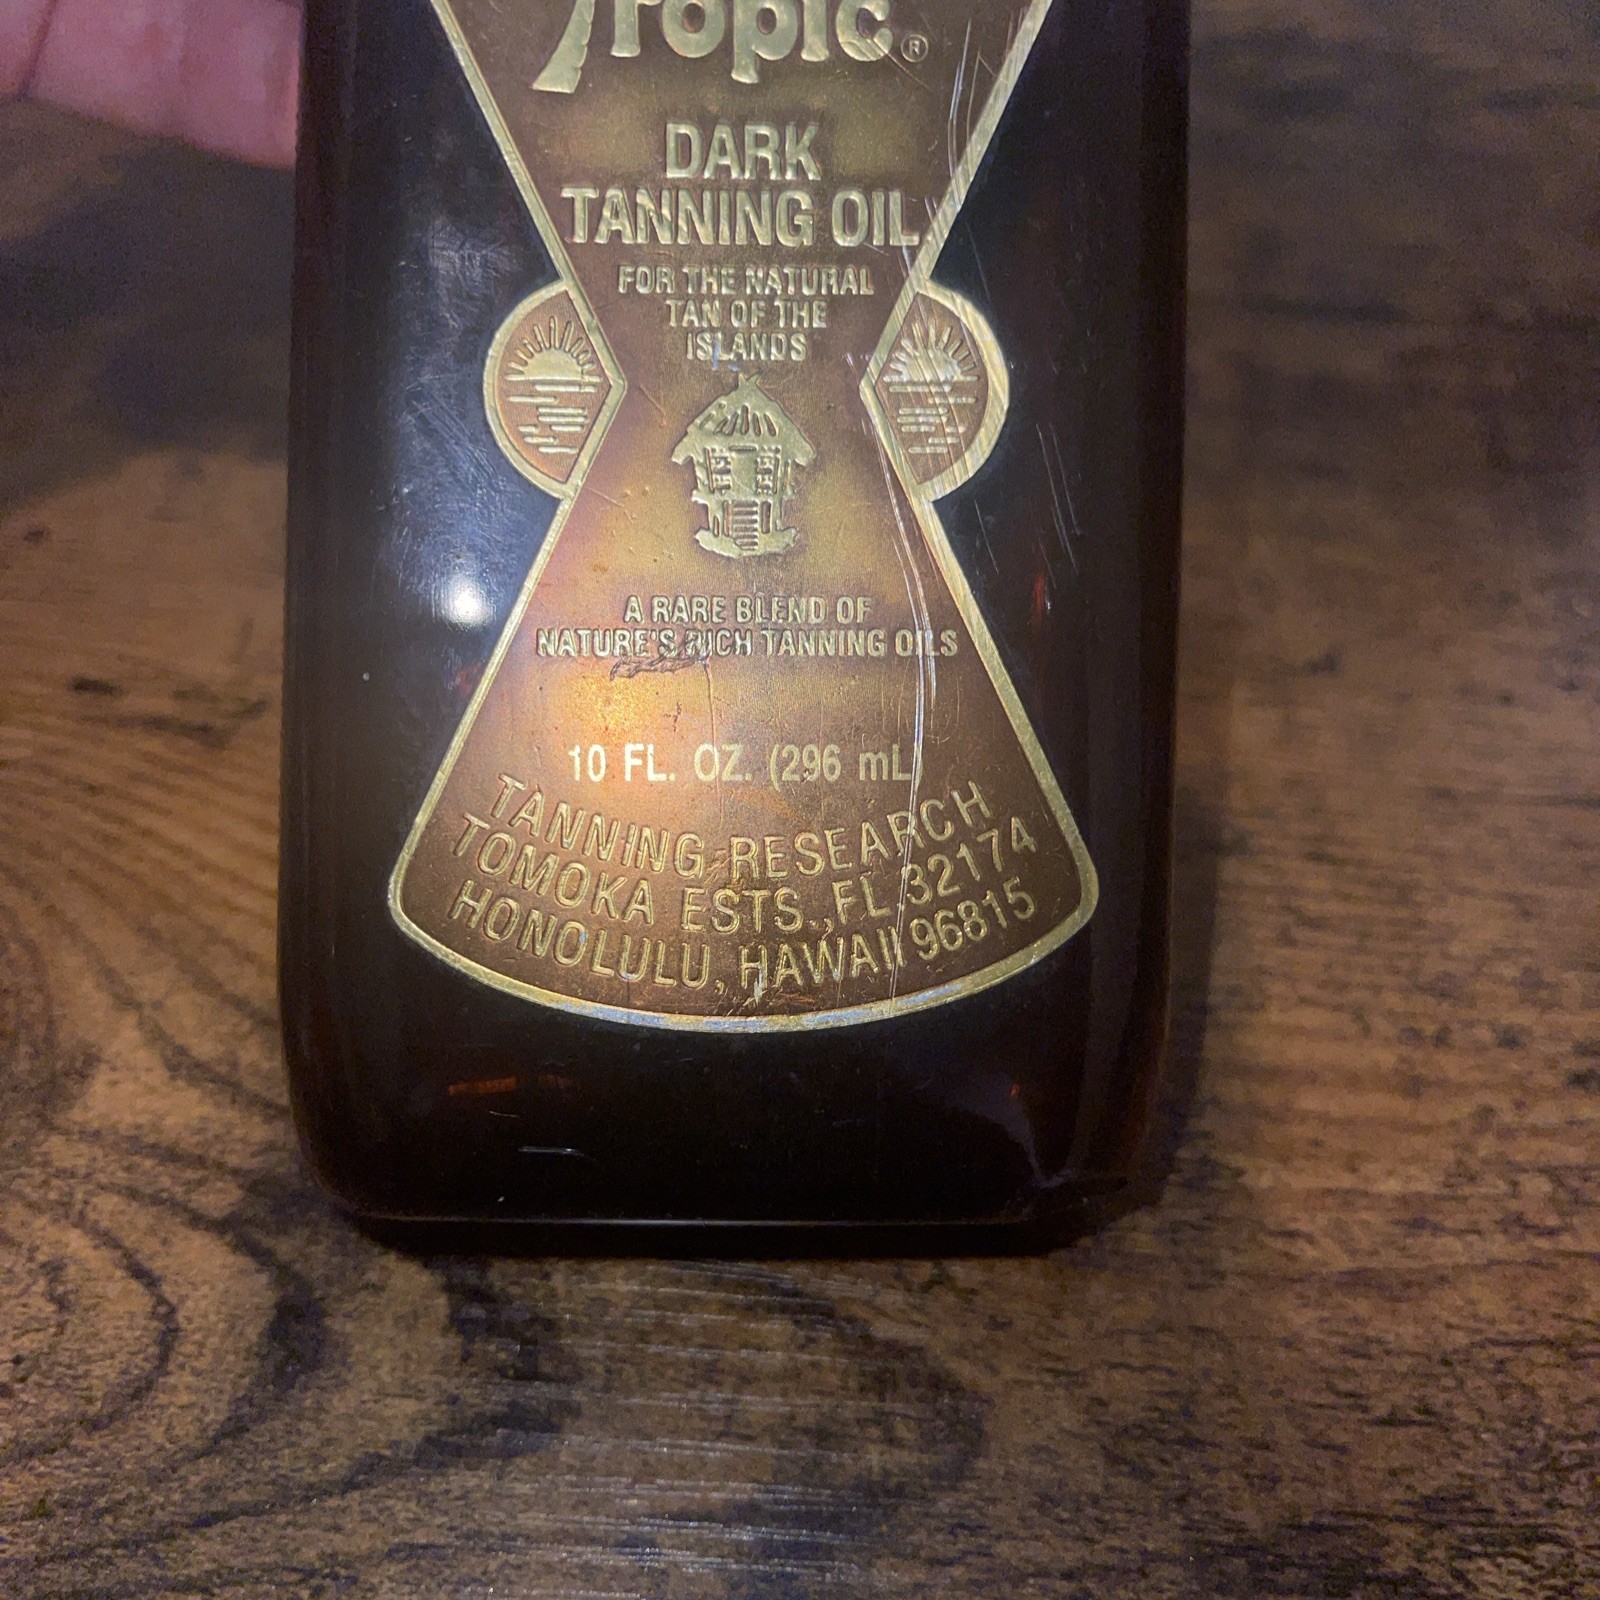 Tropic®
DARK
TANNING OIL
FOR THE NATURAL
TAN OF THE
ISLANDS
A RARE BLEND OF
NATURE'S RICH TANNING OILS
10 FL. OZ. (296 mL)
TANNING RESEARCH
TOMOKA ESTS., FL 32174
HONOLULU, HAWAII 96815